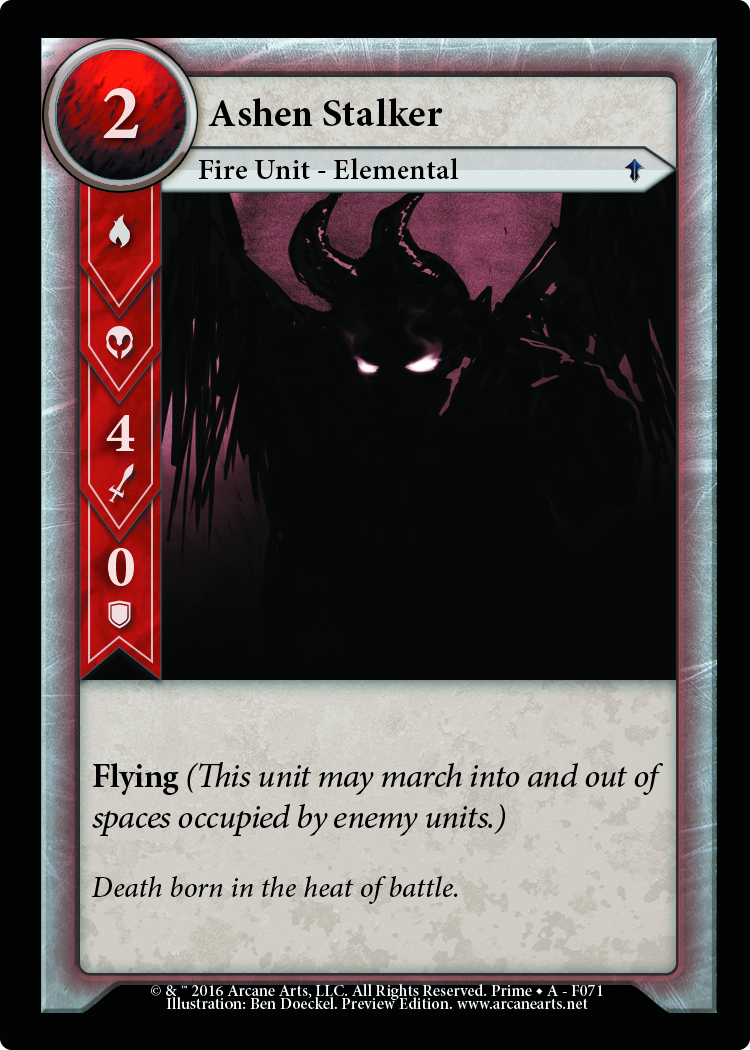 2
Ashen Stalker
Fire Unit - Elemental
4
0
Flying (This unit may march into and out of
spaces occupied by enemy units.)
Death born in the heat of battle.
© & ™ 2016 Arcane Arts, LLC. All Rights Reserved. Prime ◆ A - F071
Illustration: Ben Doeckel. Preview Edition. www.arcanearts.net